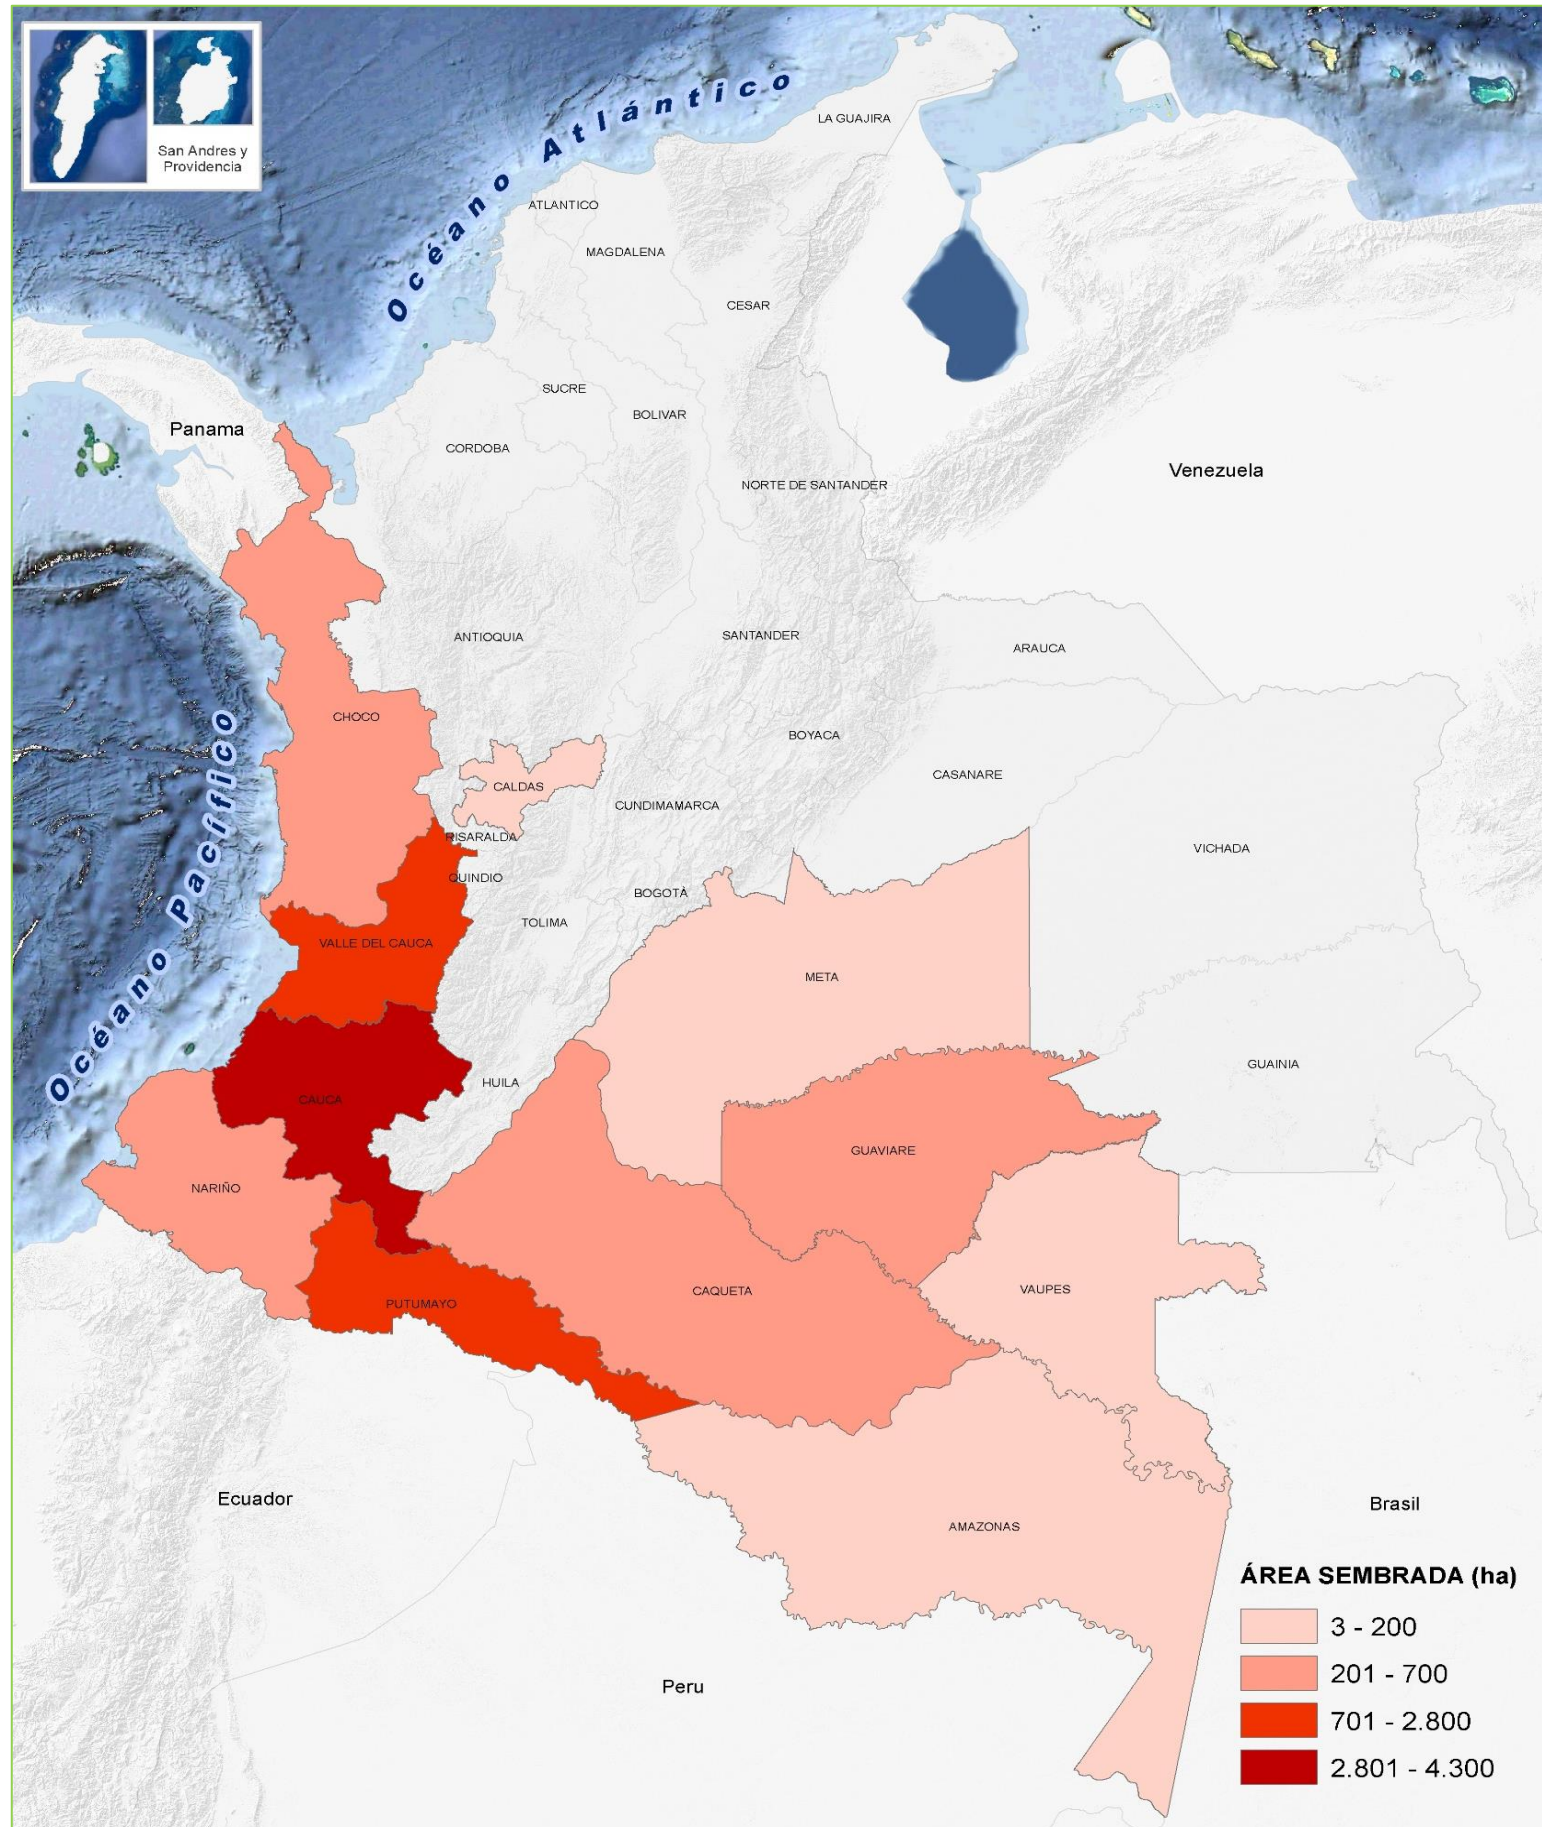 San Andres y
Providencia
Océano Atlántico
LA GUAJIRA
ATLANTICO
MAGDALENA
CESAR
SUCRE
BOLIVAR
Panama
CORDOBA
Venezuela
NORTE DE SANTANDER
ANTIOQUIA
SANTANDER
ARAUCA
CHOCO
BOYACA
Océano Pacífico
CASANARE
CALDAS
CUNDIMAMARCA
RISARALDA
VICHADA
QUINDIO
BOGOTÀ
TOLIMA
VALLE DEL CAUCA
META
GUAINIA
HUILA
CAUCA
GUAVIARE
NARIÑO
CAQUETA
VAUPES
PUTUMAYO
Ecuador
Brasil
AMAZONAS
Peru
ÁREA SEMBRADA (ha)
3 - 200
201 - 700
701 - 2.800
2.801 - 4.300